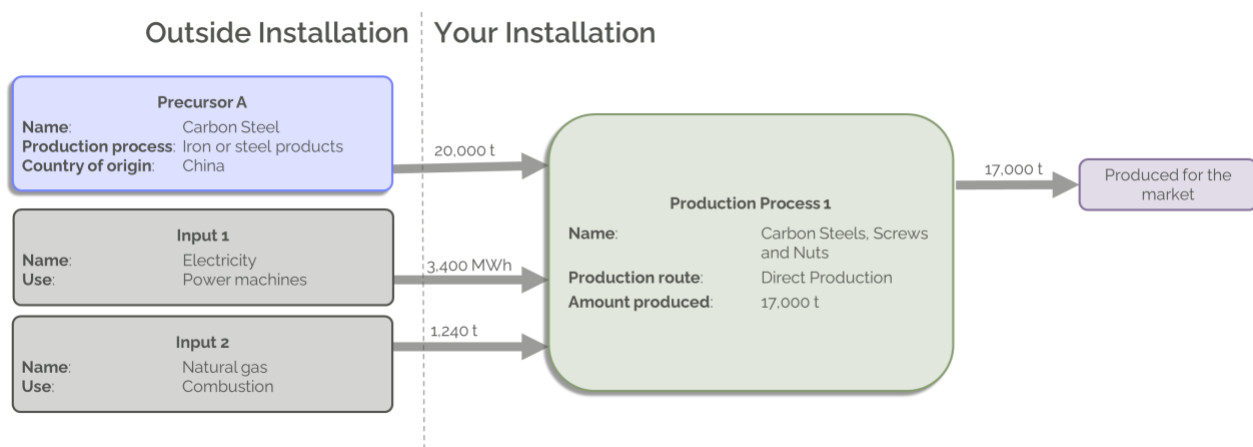 Outside Installation
Your Installation
Precursor A
Name: Carbon Steel
Production process: Iron or steel products
Country of origin: China
20,000 t
Input 1
Name: Electricity
Use: Power machines
3,400 MWh
Input 2
Name: Natural gas
Use: Combustion
1,240 t
Production Process 1
Name: Carbon Steels, Screws
and Nuts
Production route: Direct Production
Amount produced: 17,000 t
17,000 t
Produced for the
market